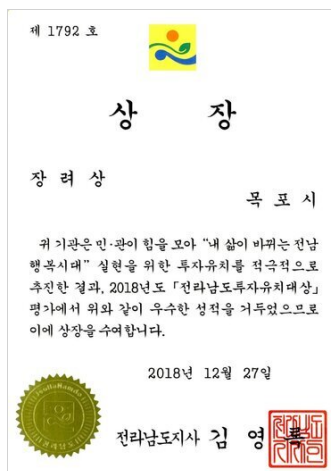 제 1792 호
상 장
장 려 상
목 포 시
귀 기관은 민·관이 힘을 모아 "내 삶이 바뀌는 전남
행복시대" 실현을 위한 투자유치를 적극적으로
추진한 결과, 2018년도 「전라남도투자유치대상」
평가에서 위와 같이 우수한 성적을 거두었으므로
이에 상장을 수여합니다.
2018년 12월 27일
전라남도지사 김 영 록